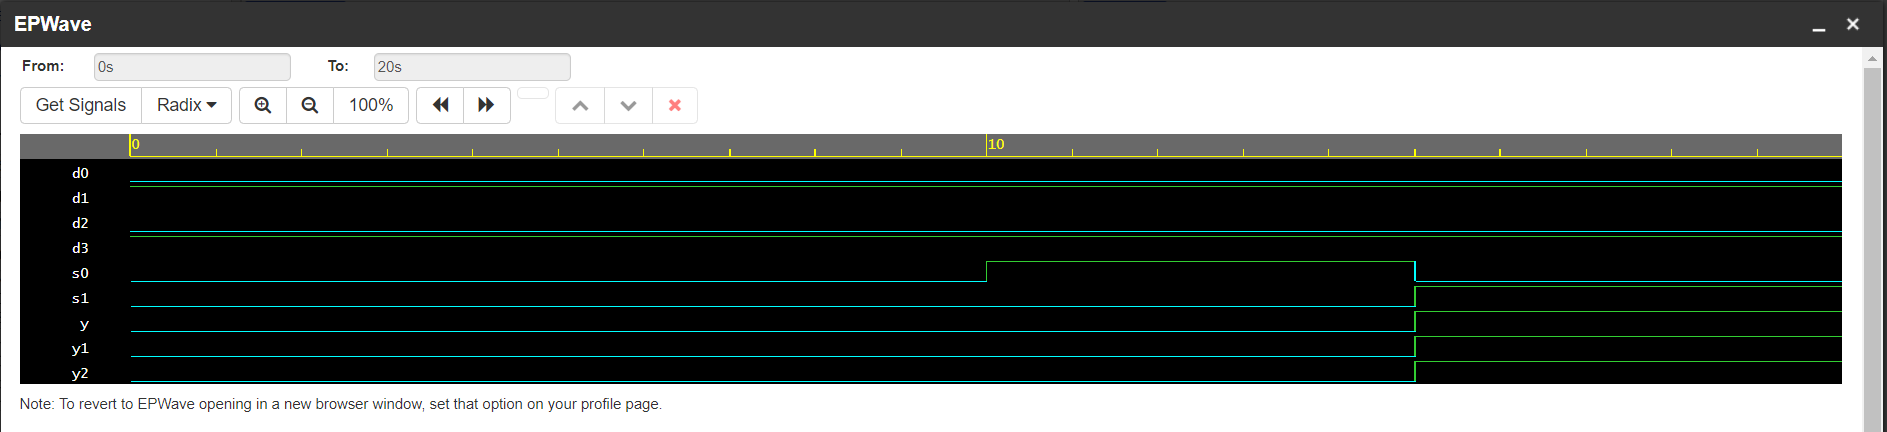 EPWave
From: 0s To: 20s
Get Signals Radix 100%
0 10
d0
d1
d2
d3
s0
s1
y
y1
y2
Note: To revert to EPWave opening in a new browser window, set that option on your profile page.